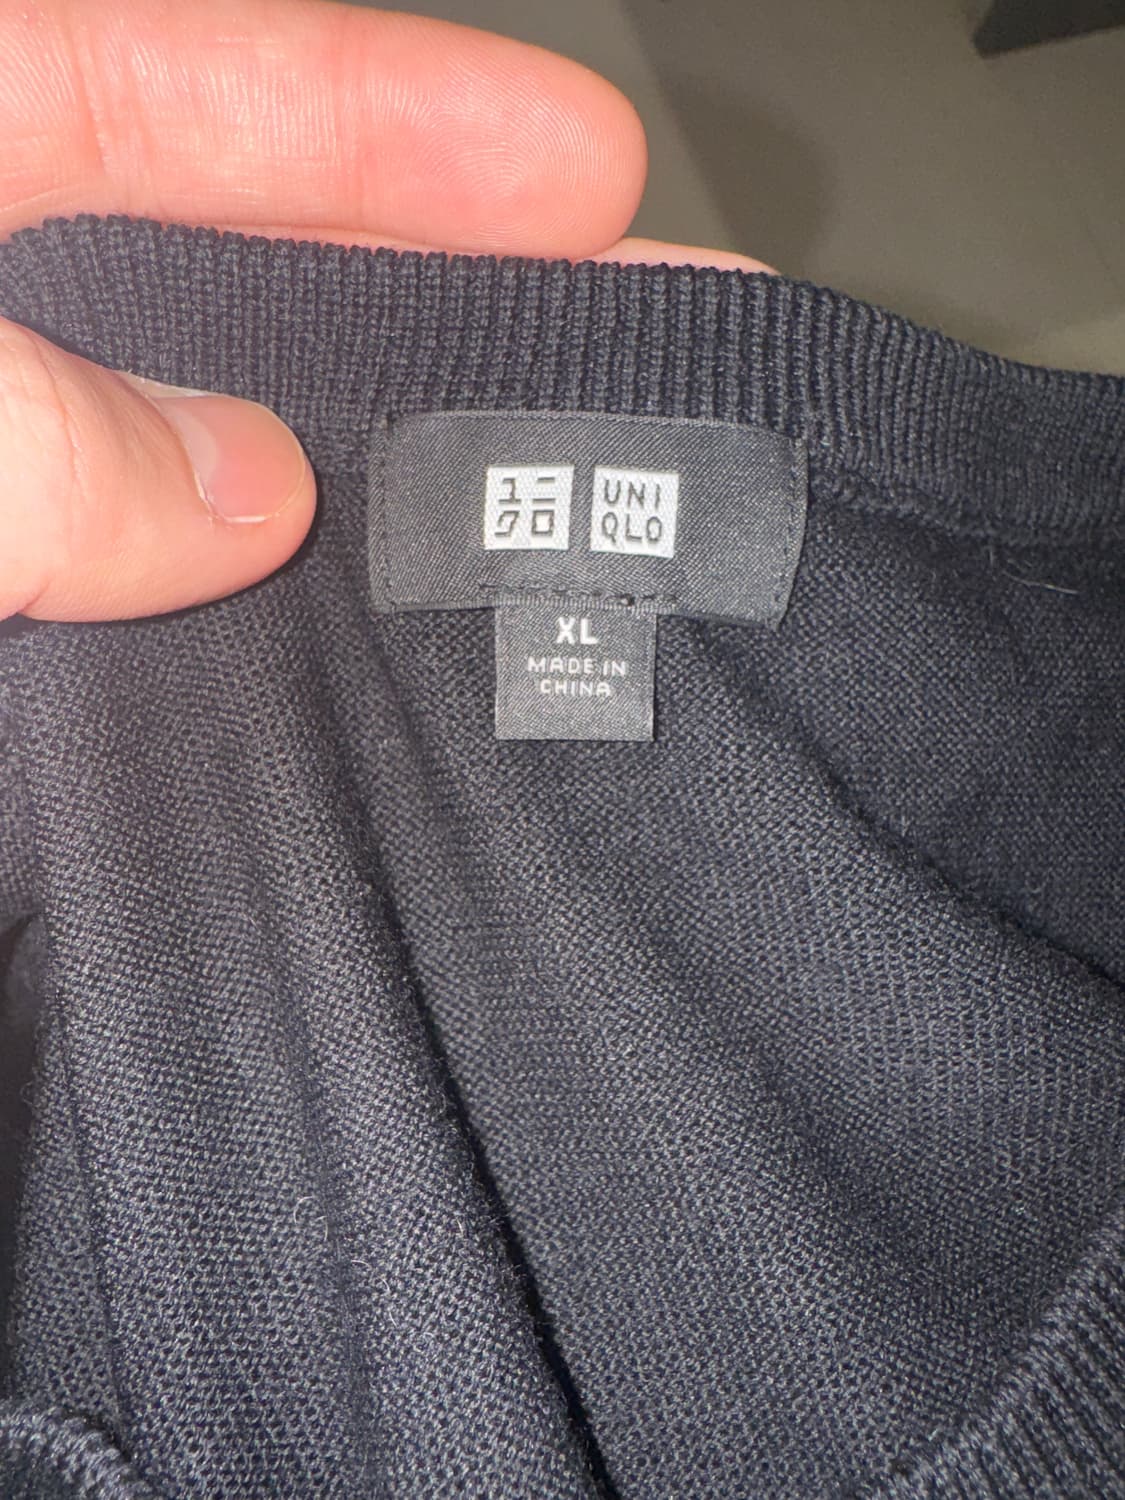 ユニ
クロ
UNI
QLO
XL
MADE IN
CHINA